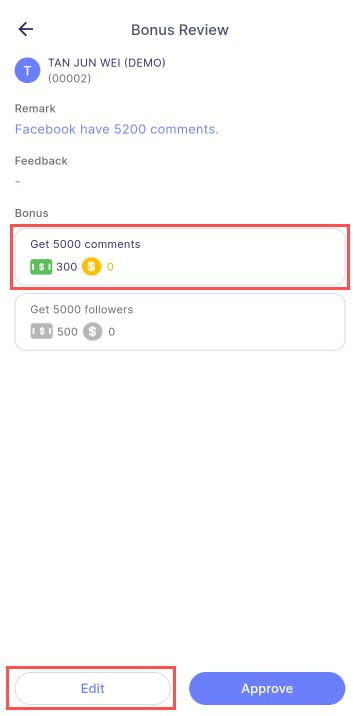 Bonus Review
T
TAN JUN WEI (DEMO)
(00002)
Remark
Facebook have 5200 comments.
Feedback
-
Bonus
Get 5000 comments
$ 300 $ 0
Get 5000 followers
$ 500 $ 0
Edit
Approve